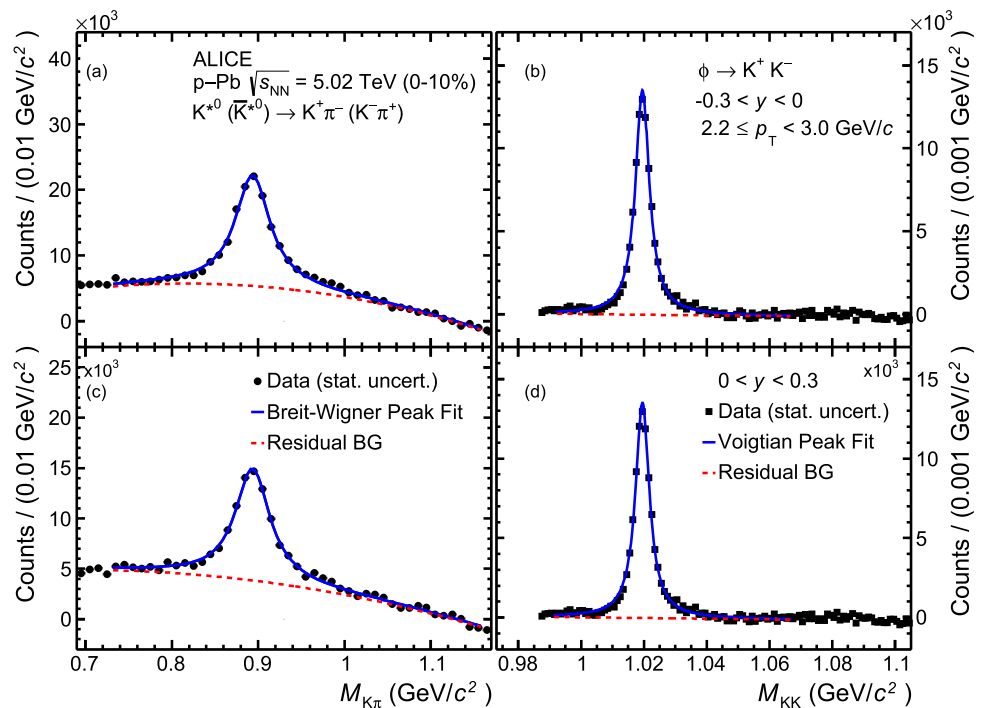 ×10³
(a)
ALICE
p–Pb √s_NN = 5.02 TeV (0-10%)
K*⁰ (K̅*⁰) → K⁺π⁻ (K⁻π⁺)
40
30
20
10
0
Counts / (0.01 GeV/c²)
×10³
(b)
ϕ → K⁺ K⁻
-0.3 < y < 0
2.2 ≤ p_T < 3.0 GeV/c
15
10
5
0
Counts / (0.001 GeV/c²)
x10³
(c)
Data (stat. uncert.)
Breit-Wigner Peak Fit
Residual BG
25
20
15
10
5
0
Counts / (0.01 GeV/c²)
0.7 0.8 0.9 1 1.1
M_Kπ (GeV/c²)
(d)
0 < y < 0.3
x10³
Data (stat. uncert.)
Voigtian Peak Fit
Residual BG
15
10
5
0
Counts / (0.001 GeV/c²)
0.98 1 1.02 1.04 1.06 1.08 1.1
M_KK (GeV/c²)